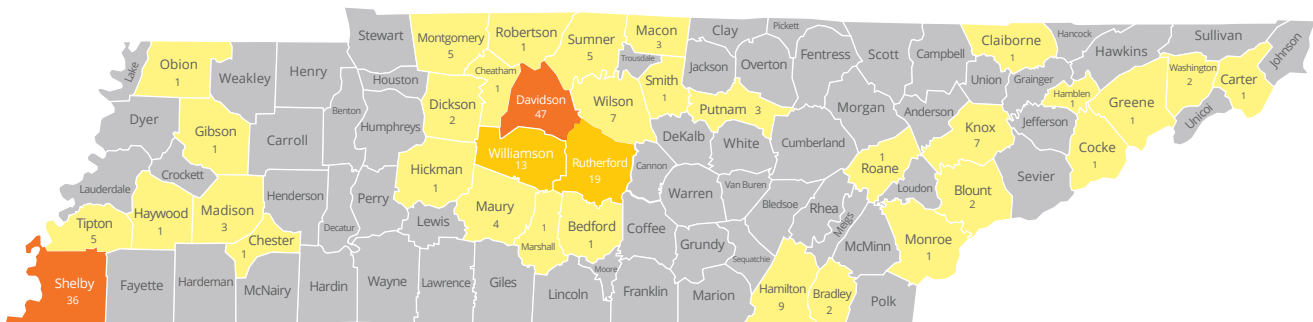 Lake
Obion
1
Weakley
Henry
Stewart
Montgomery
5
Robertson
1
Sumner
5
Macon
3
Trousdale
Clay
Pickett
Overton
Jackson
Fentress
Scott
Campbell
Claiborne
1
Hancock
Hawkins
Sullivan
Johnson
Carter
1
Washington
2
Unicoi
Greene
1
Hamblen
1
Grainger
Union
Houston
Cheatham
1
Dickson
2
Davidson
47
Wilson
7
Smith
1
Putnam 3
Morgan
Anderson
Knox
7
Jefferson
Cocke
1
Sevier
Dyer
Gibson
1
Carroll
Benton
Humphreys
Williamson
13
Rutherford
19
Cannon
DeKalb
White
Cumberland
1
Roane
Loudon
Blount
2
Monroe
1
Lauderdale
Crockett
Haywood
1
Madison
3
Henderson
Decatur
Perry
Hickman
1
Lewis
Maury
4
1
Marshall
Bedford
1
Coffee
Warren
Van Buren
Bledsoe
Rhea
Meigs
McMinn
Tipton
5
Chester
1
Shelby
36
Fayette
Hardeman
McNairy
Hardin
Wayne
Lawrence
Giles
Lincoln
Moore
Franklin
Grundy
Marion
Sequatchie
Hamilton
9
Bradley
2
Polk